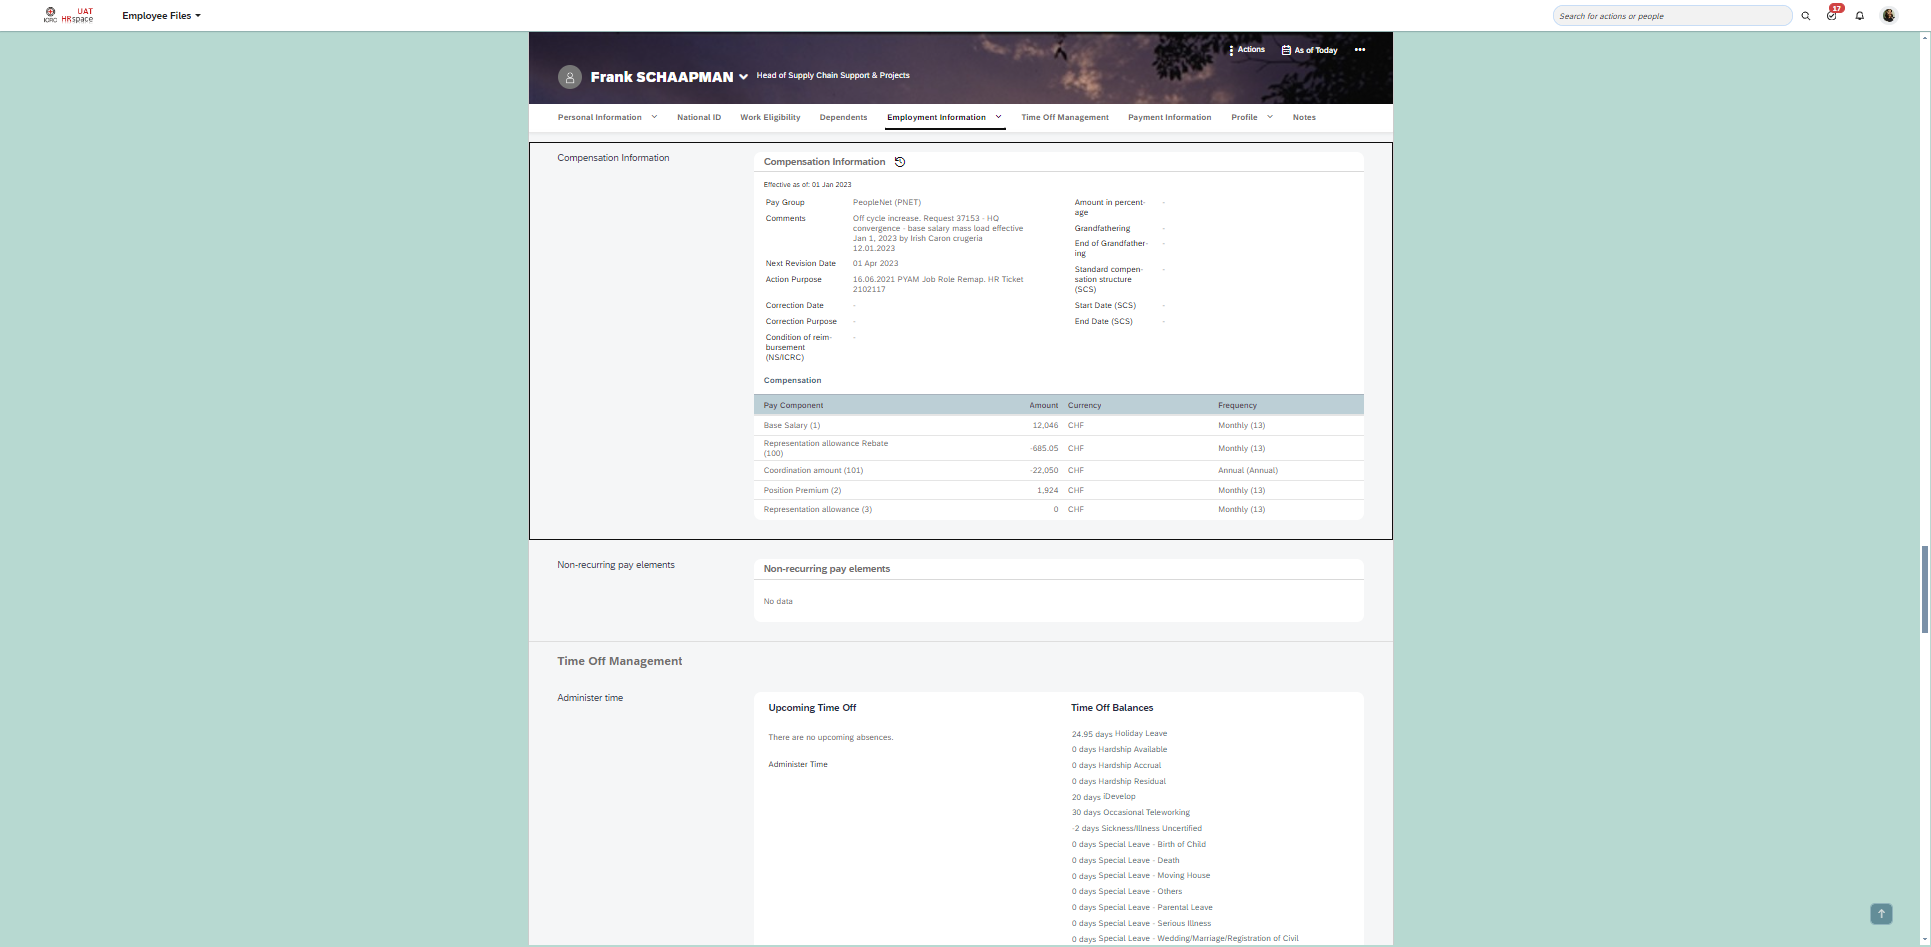 ICRC UAT HRspace
Employee Files
Search for actions or people
17
Actions
As of Today
Frank SCHAAPMAN
Head of Supply Chain Support & Projects
Personal Information
National ID
Work Eligibility
Dependents
Employment Information
Time Off Management
Payment Information
Profile
Notes
Compensation Information
Compensation Information
Effective as of: 01 Jan 2023
Pay Group PeopleNet (PNET)
Comments Off cycle increase. Request 37153 - HQ
convergence - base salary mass load effective
Jan 1, 2023 by Irish Caron crugeria
12.01.2023
Next Revision Date 01 Apr 2023
Action Purpose 16.06.2021 PYAM Job Role Remap. HR Ticket
2102117
Correction Date -
Correction Purpose -
Condition of reim- -
bursement
(NS/ICRC)
Amount in percent- -
age
Grandfathering -
End of Grandfather- -
ing
Standard compen- -
sation structure
(SCS)
Start Date (SCS) -
End Date (SCS) -
Compensation
Pay Component Amount Currency Frequency
Base Salary (1) 12,046 CHF Monthly (13)
Representation allowance Rebate
(100) -685.05 CHF Monthly (13)
Coordination amount (101) -22,050 CHF Annual (Annual)
Position Premium (2) 1,924 CHF Monthly (13)
Representation allowance (3) 0 CHF Monthly (13)
Non-recurring pay elements
Non-recurring pay elements
No data
Time Off Management
Administer time
Upcoming Time Off
There are no upcoming absences.
Administer Time
Time Off Balances
24.95 days Holiday Leave
0 days Hardship Available
0 days Hardship Accrual
0 days Hardship Residual
20 days iDevelop
30 days Occasional Teleworking
-2 days Sickness/Illness Uncertified
0 days Special Leave - Birth of Child
0 days Special Leave - Death
0 days Special Leave - Moving House
0 days Special Leave - Others
0 days Special Leave - Parental Leave
0 days Special Leave - Serious Illness
0 days Special Leave - Wedding/Marriage/Registration of Civil